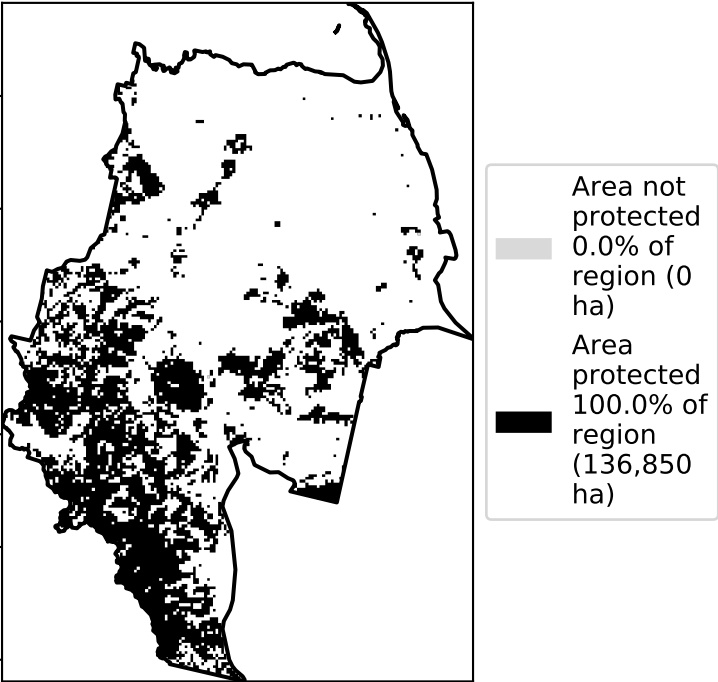 Area not
protected
0.0% of
region (0
ha)
Area
protected
100.0% of
region
(136,850
ha)